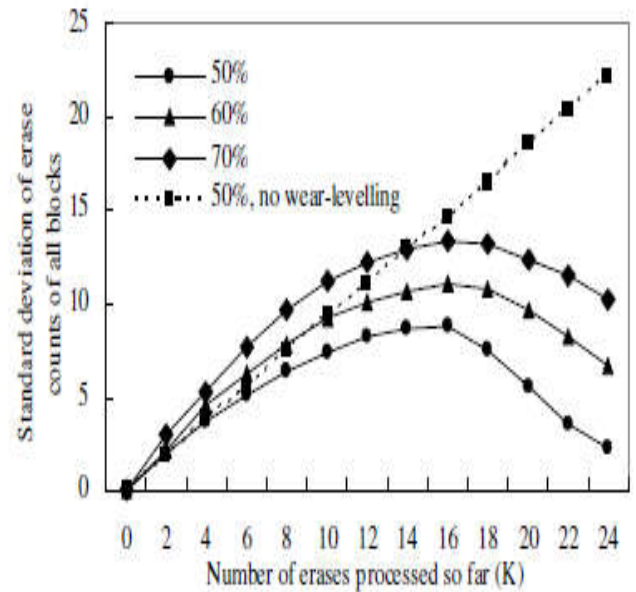 25
20
15
10
5
0
Standard deviation of erase
counts of all blocks
50%
60%
70%
50%, no wear-levelling
0 2 4 6 8 10 12 14 16 18 20 22 24
Number of erases processed so far (K)